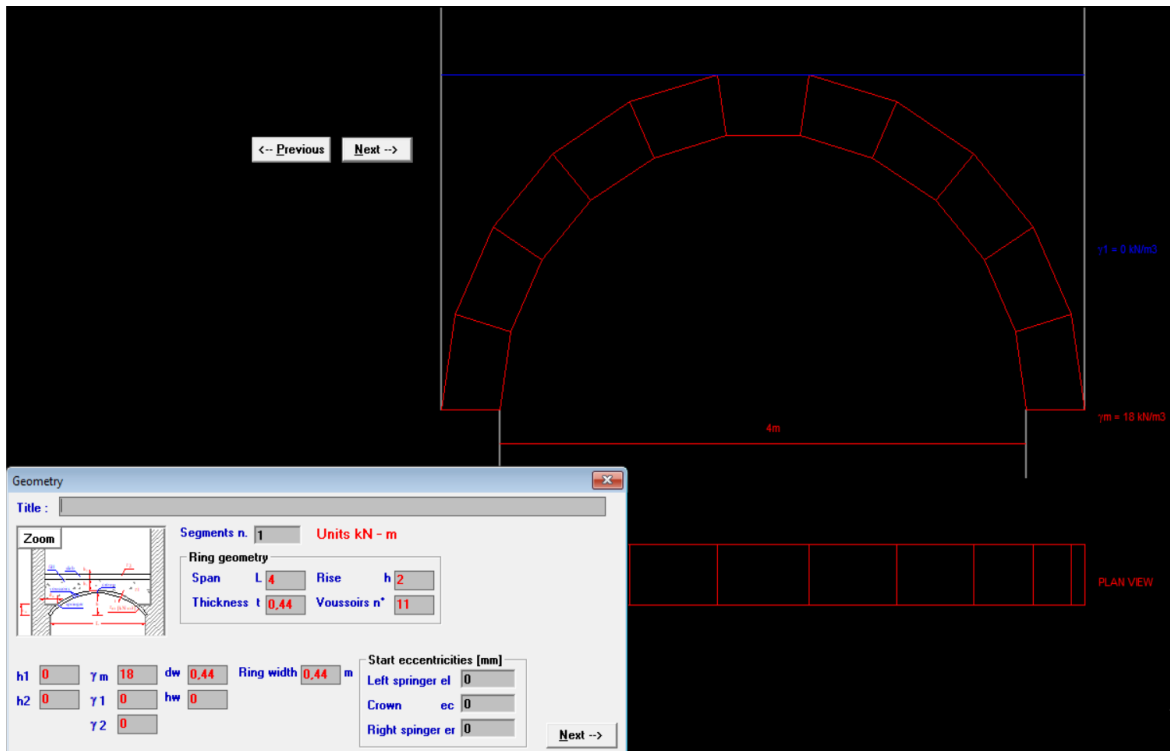 <-- Previous
Next -->
γ1 = 0 kN/m3
γm = 18 kN/m3
4m
PLAN VIEW
Geometry
Title :
Zoom
Segments n. 1 Units kN - m
Ring geometry
Span L 4 Rise h 2
Thickness t 0,44 Voussoirs n° 11
h1 0 γ m 18 dw 0,44 Ring width 0,44 m
h2 0 γ 1 0 hw 0
γ 2 0
Start eccentricities [mm]
Left springer el 0
Crown ec 0
Right spinger er 0
Next -->